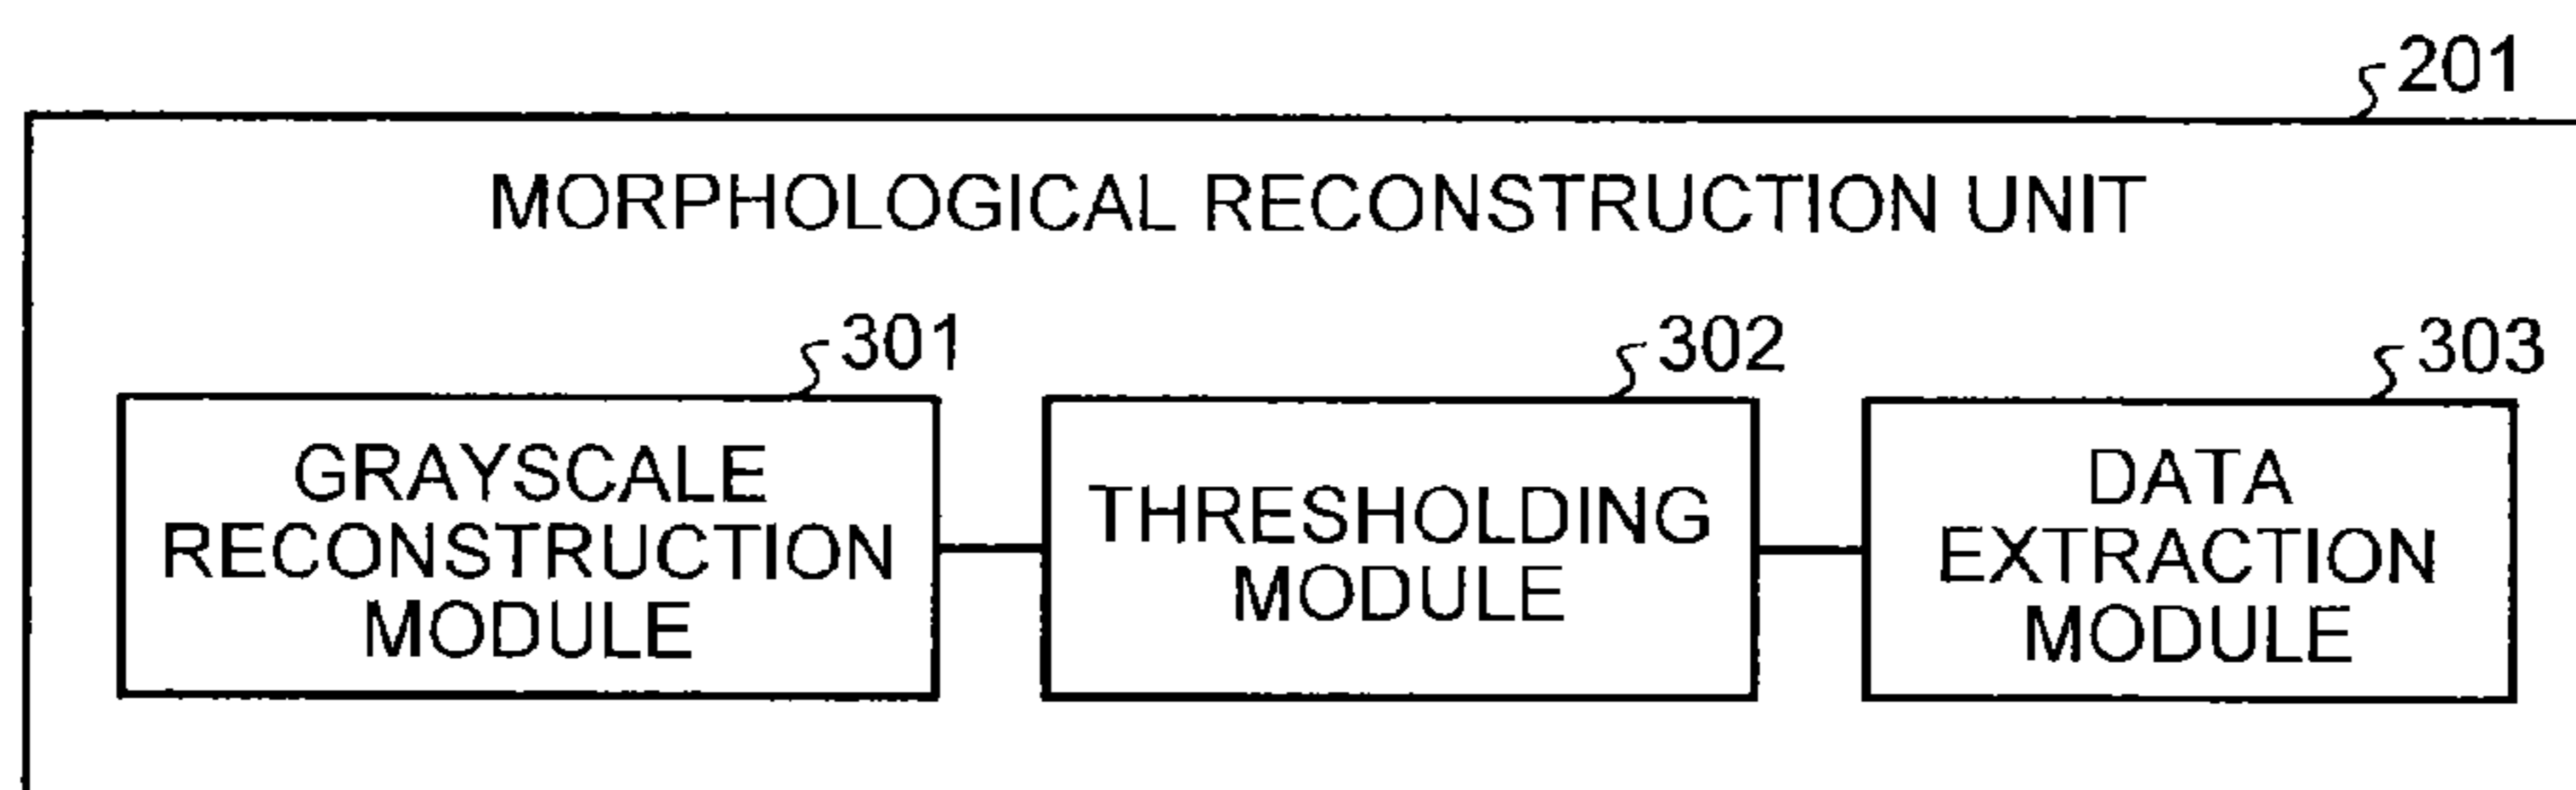 201
MORPHOLOGICAL RECONSTRUCTION UNIT
301
302
303
GRAYSCALE
RECONSTRUCTION
MODULE
THRESHOLDING
MODULE
DATA
EXTRACTION
MODULE